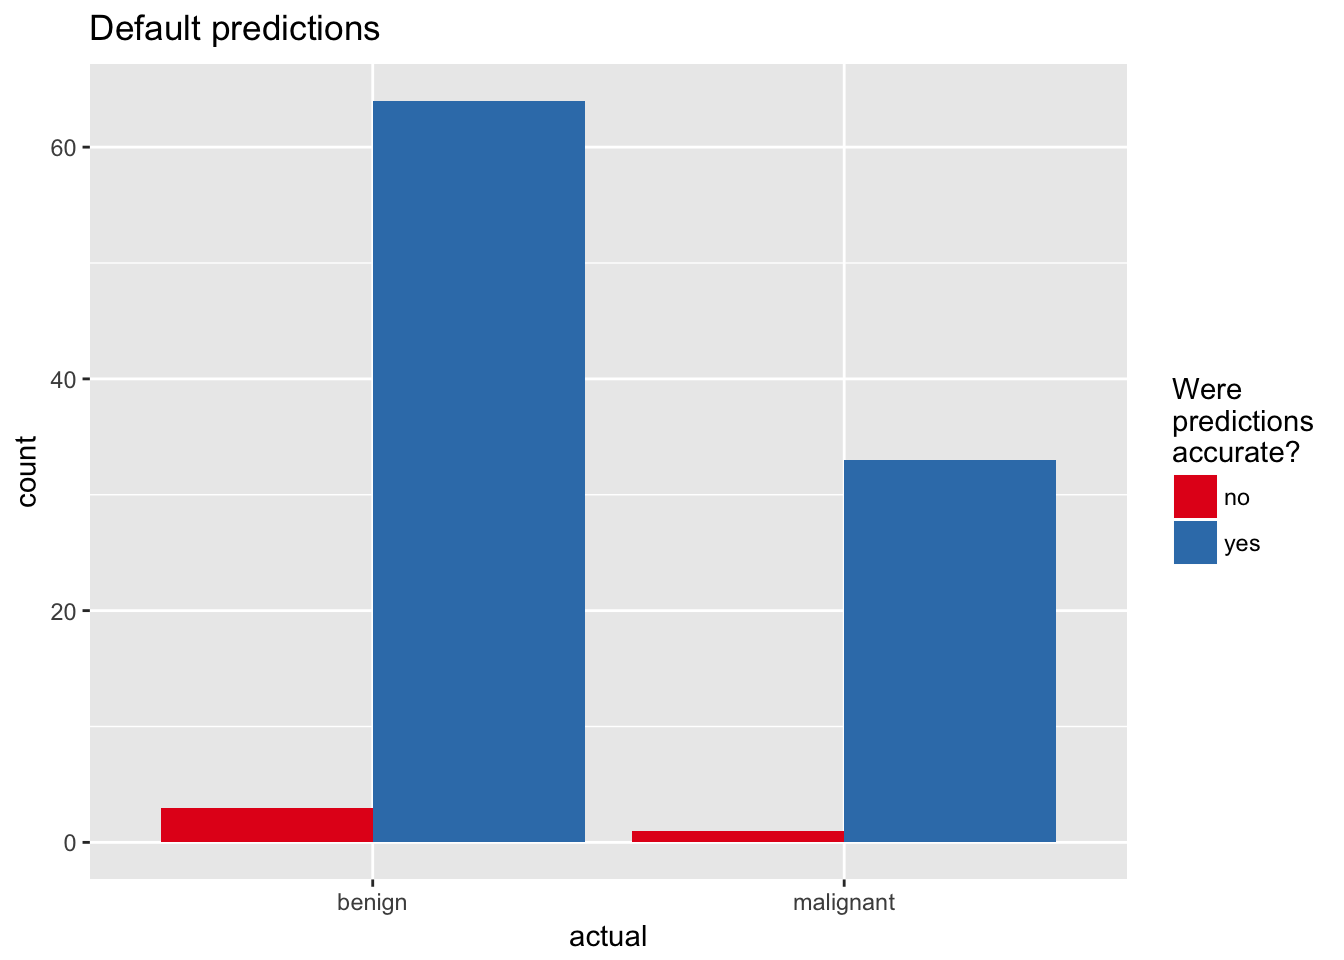 Default predictions
60
40
20
0
count
benign
malignant
actual
Were
predictions
accurate?
no
yes